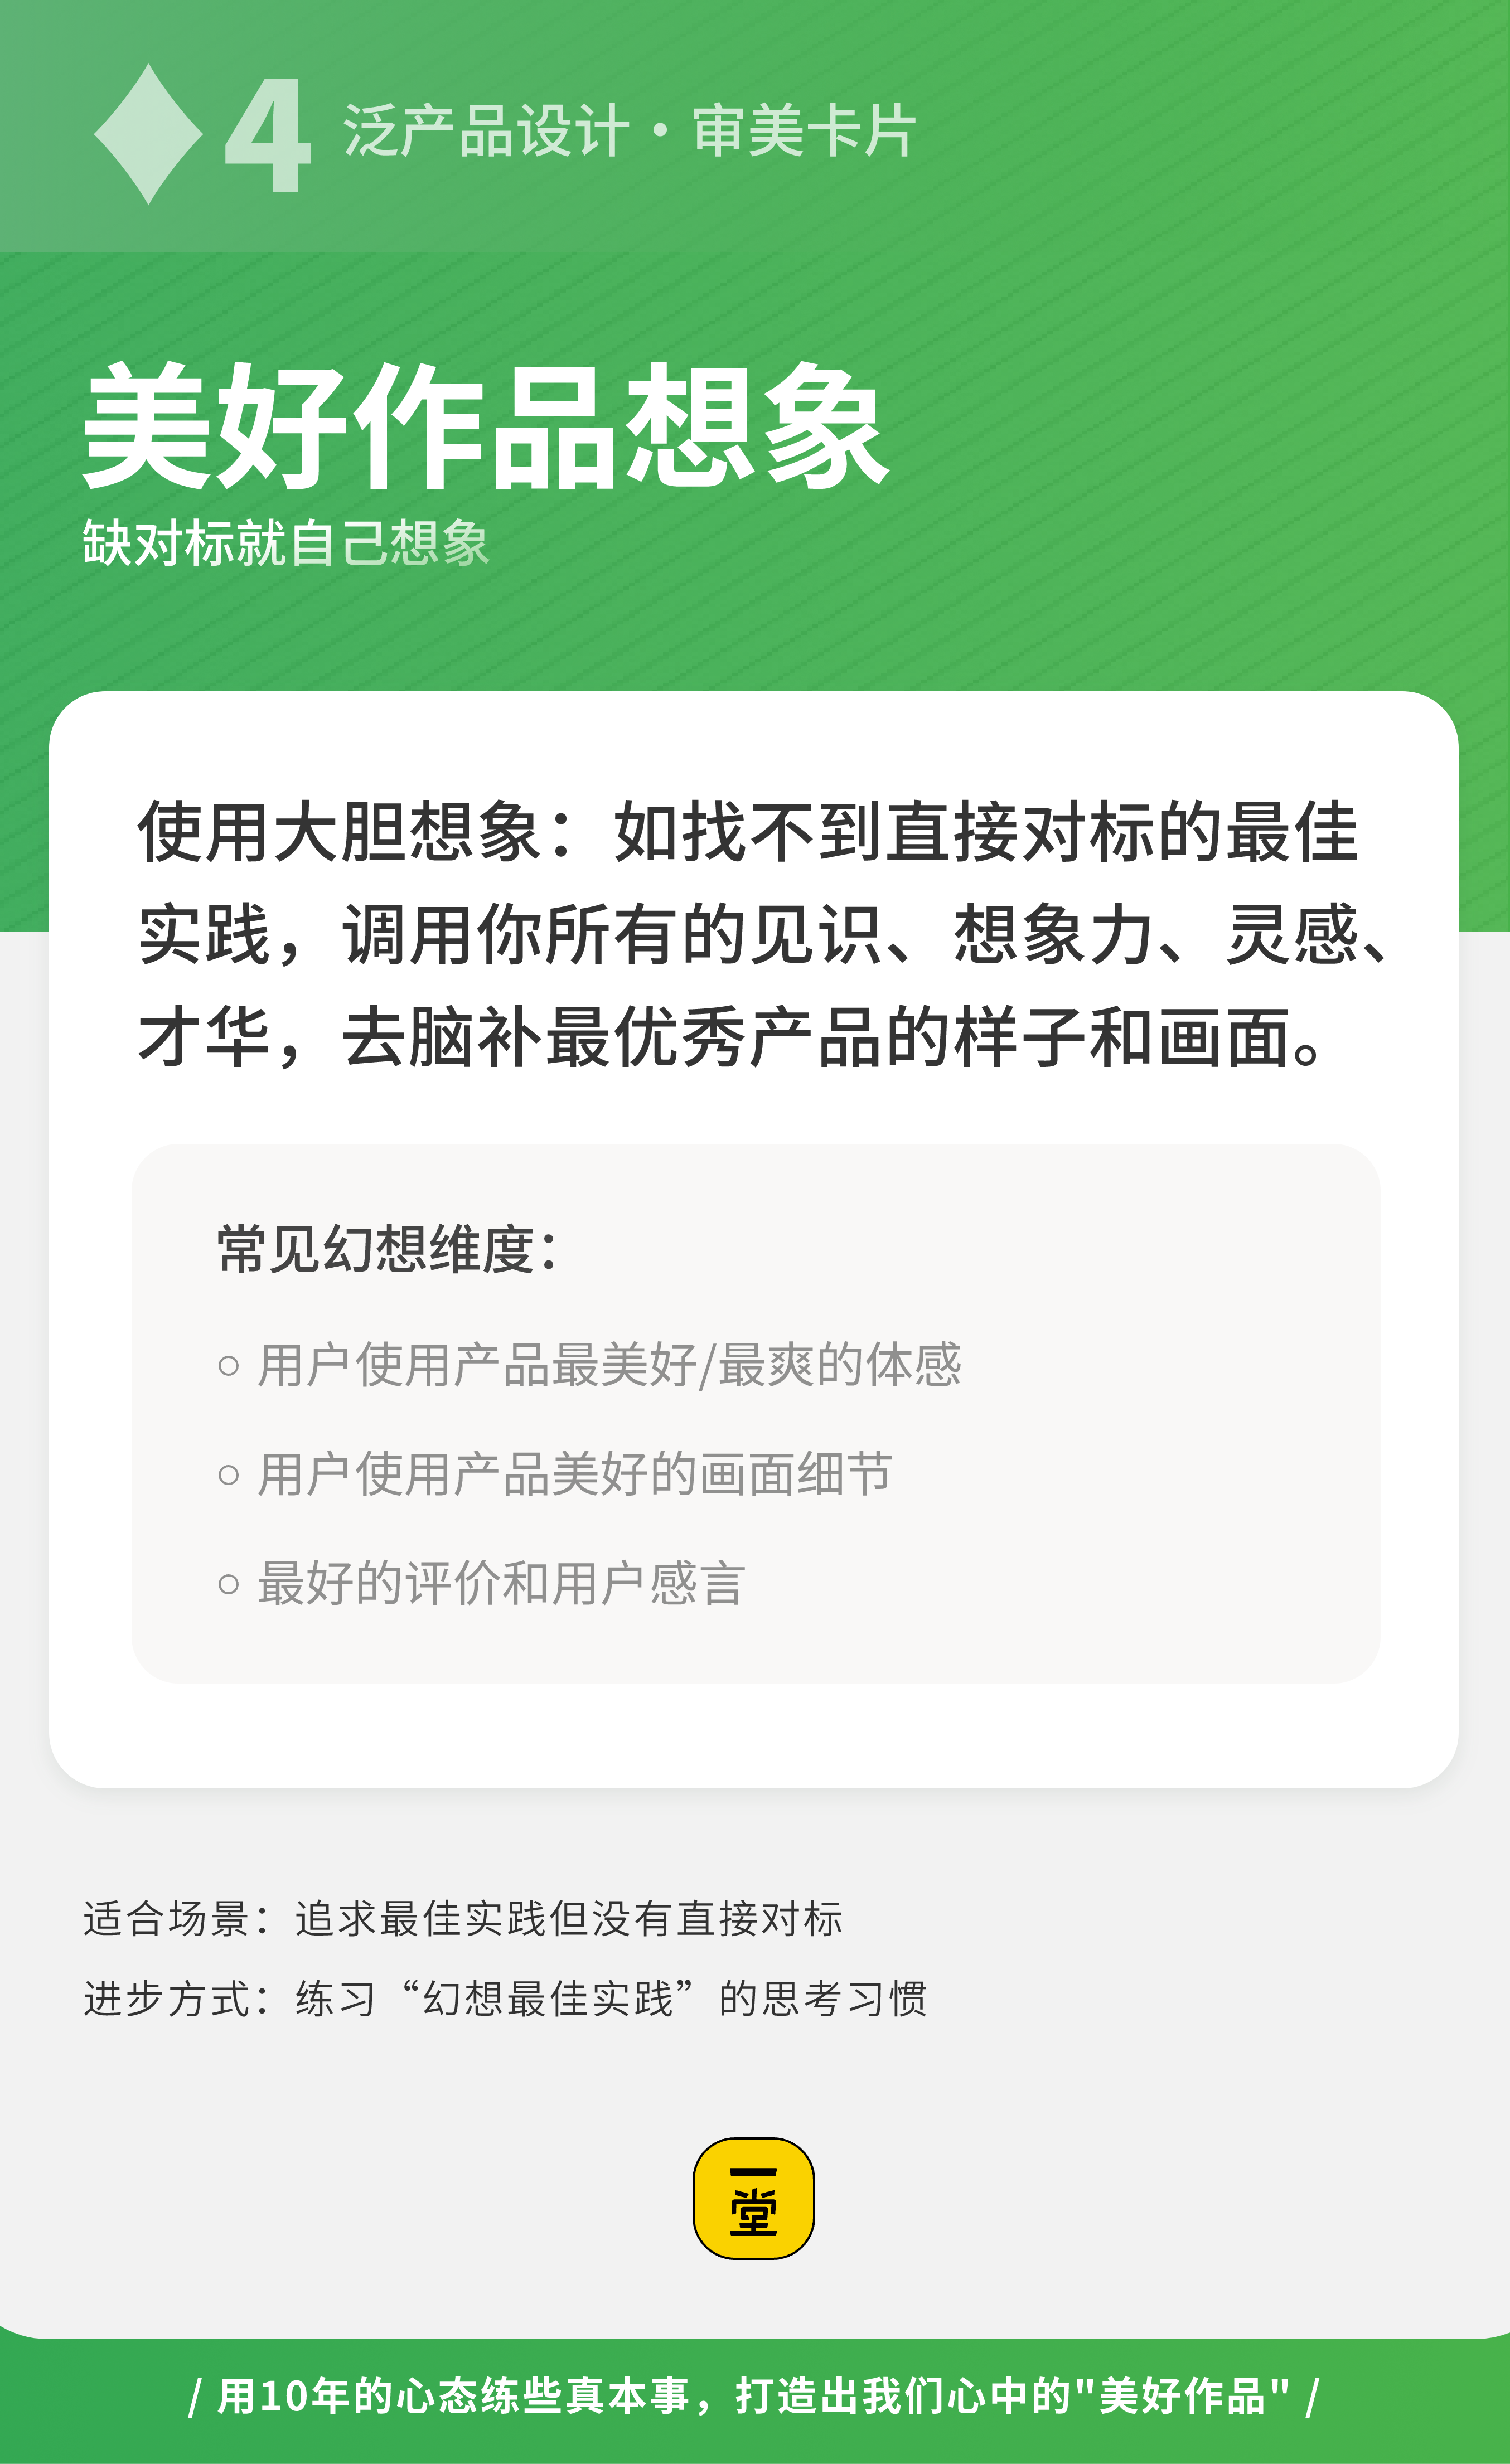 ♦4 泛产品设计·审美卡片
美好作品想象
缺对标就自己想象
使用大胆想象：如找不到直接对标的最佳
实践，调用你所有的见识、想象力、灵感、
才华，去脑补最优秀产品的样子和画面。
常见幻想维度：
○ 用户使用产品最美好/最爽的体感
○ 用户使用产品美好的画面细节
○ 最好的评价和用户感言
适合场景：追求最佳实践但没有直接对标
进步方式：练习“幻想最佳实践”的思考习惯
一
堂
/ 用10年的心态练些真本事，打造出我们心中的"美好作品" /